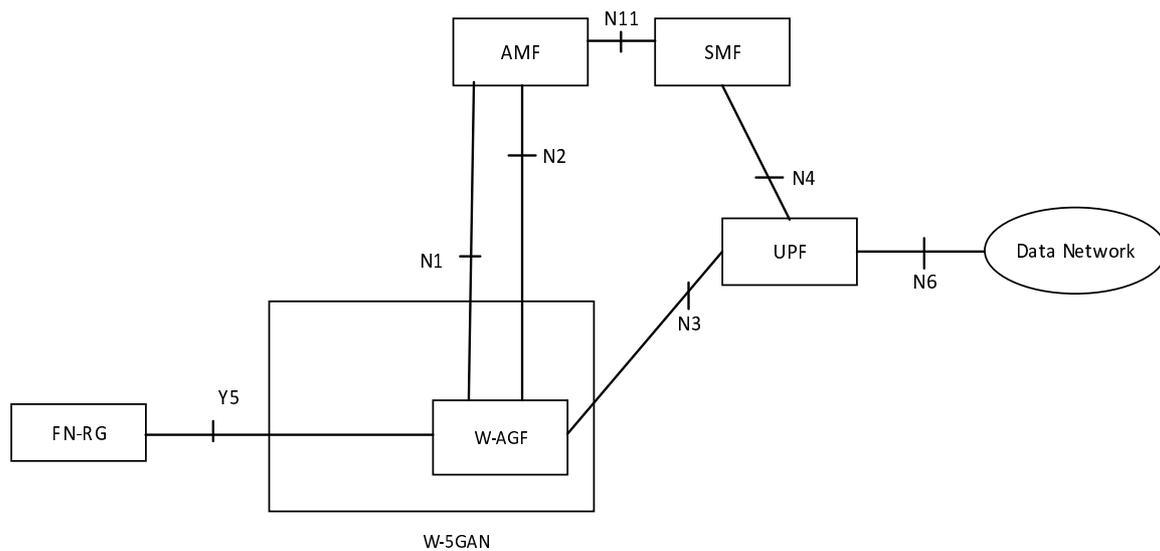 N11
AMF
SMF
N2
N4
N1
UPF
Data Network
N6
N3
Y5
FN-RG
W-AGF
W-5GAN